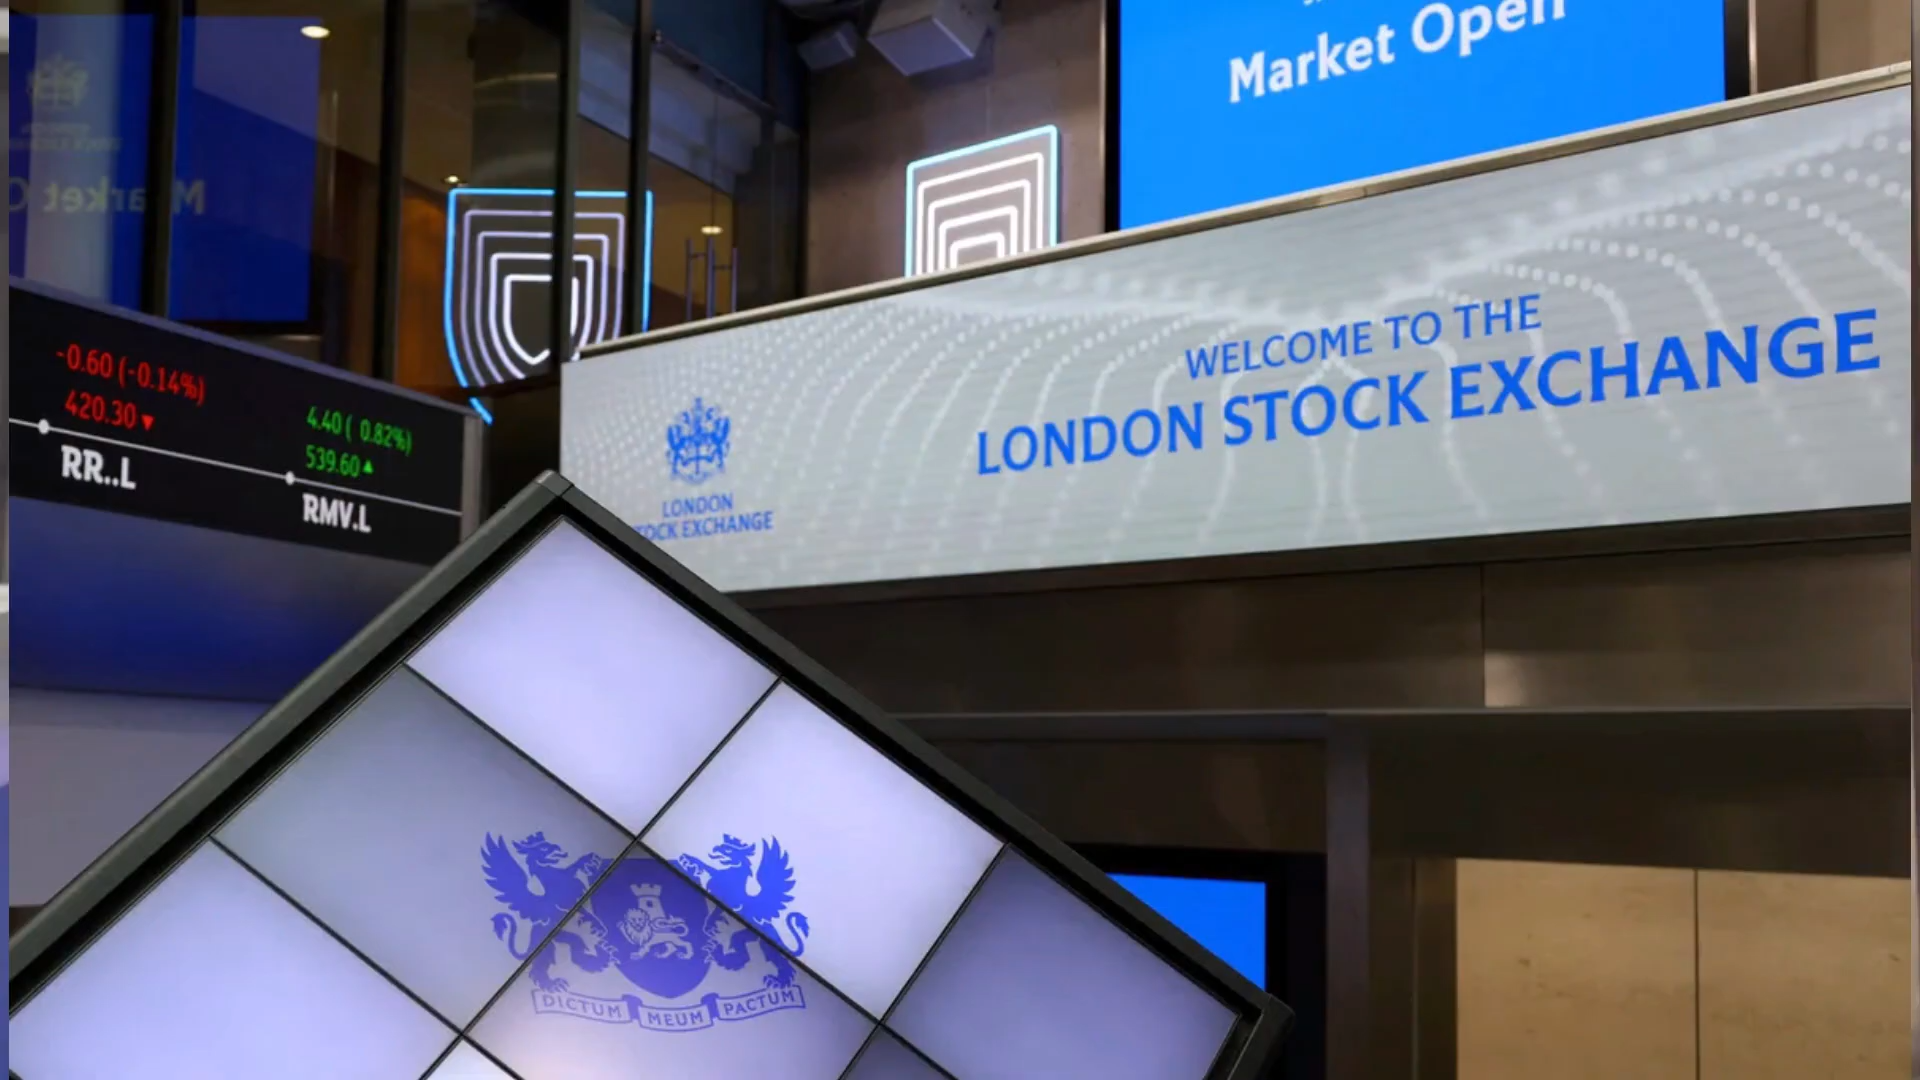 Market Open
WELCOME TO THE
LONDON STOCK EXCHANGE
LONDON
STOCK EXCHANGE
-0.60 (-0.14%)
420.30▼
RR..L
4.40 ( 0.82%)
539.60▲
RMV.L
Market O
DICTUM MEUM PACTUM